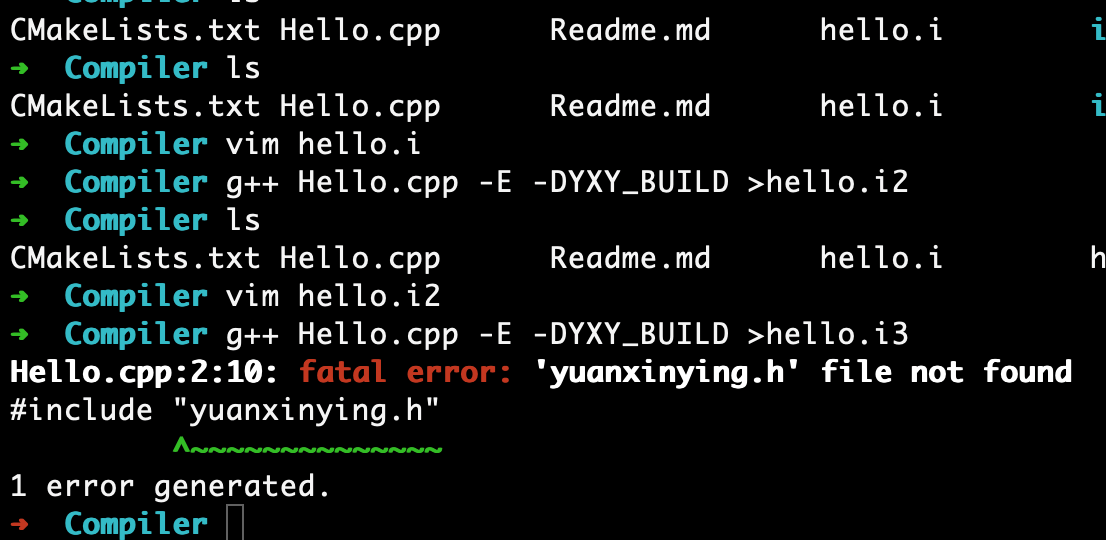 Compiler ls
CMakeLists.txt Hello.cpp Readme.md hello.i i
➜ Compiler ls
CMakeLists.txt Hello.cpp Readme.md hello.i i
➜ Compiler vim hello.i
➜ Compiler g++ Hello.cpp -E -DYXY_BUILD >hello.i2
➜ Compiler ls
CMakeLists.txt Hello.cpp Readme.md hello.i h
➜ Compiler vim hello.i2
➜ Compiler g++ Hello.cpp -E -DYXY_BUILD >hello.i3
Hello.cpp:2:10: fatal error: 'yuanxinying.h' file not found
#include "yuanxinying.h"
^~~~~~~~~~~~~~~
1 error generated.
➜ Compiler